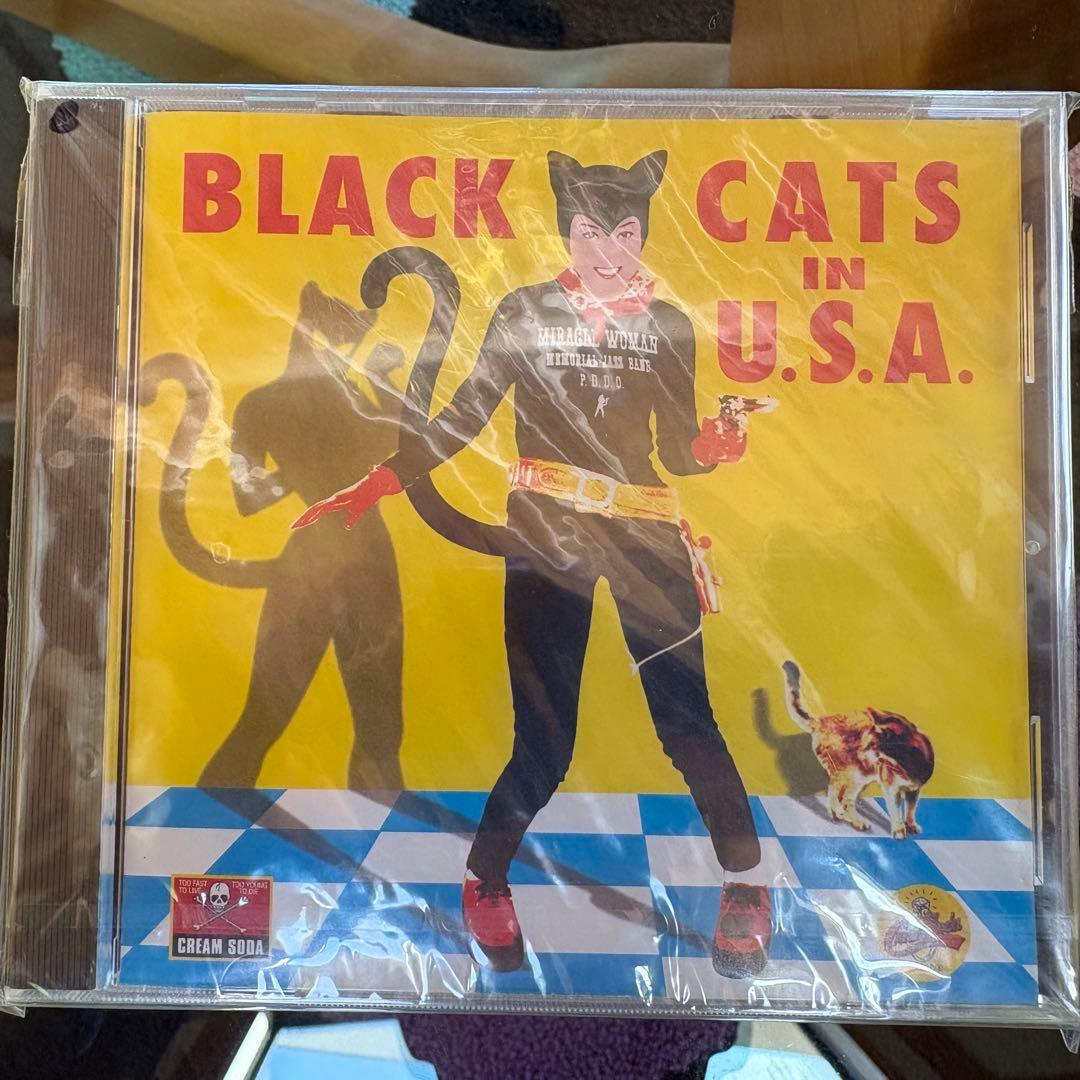 BLACK CATS
IN
U.S.A.
MIRACLE WOMAN
MEMORIAL JAZZ BAND
P.D.D.O.
TOO FAST TO LIVE
TOO YOUNG TO DIE
CREAM SODA